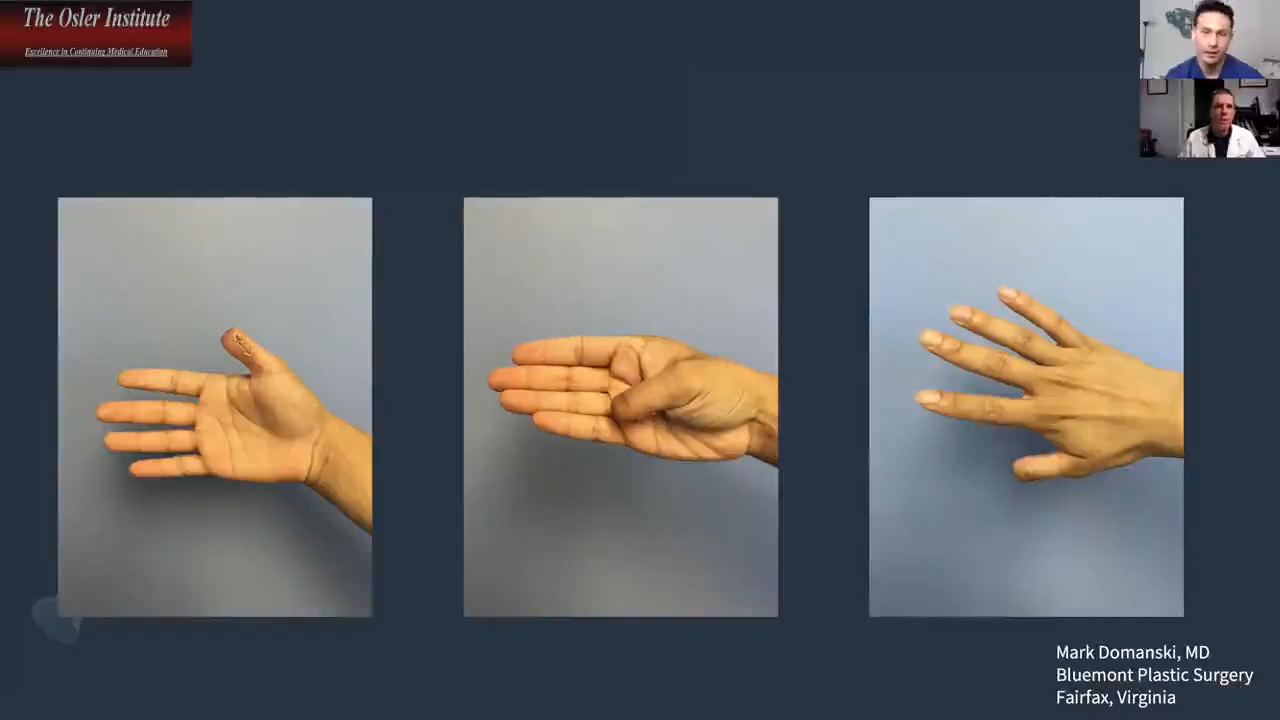 The Osler Institute
Excellence in Continuing Medical Education
Mark Domanski, MD
Bluemont Plastic Surgery
Fairfax, Virginia